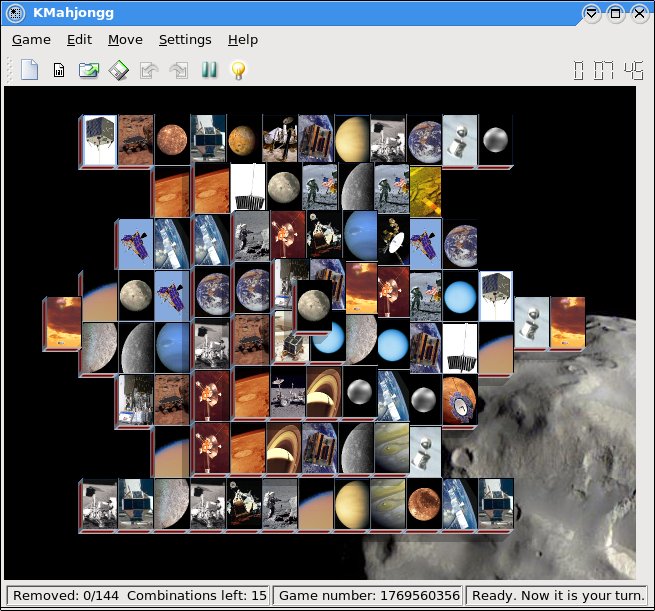 KMahjongg
Game Edit Move Settings Help
0 07 45
Removed: 0/144 Combinations left: 15 Game number: 1769560356 Ready. Now it is your turn.